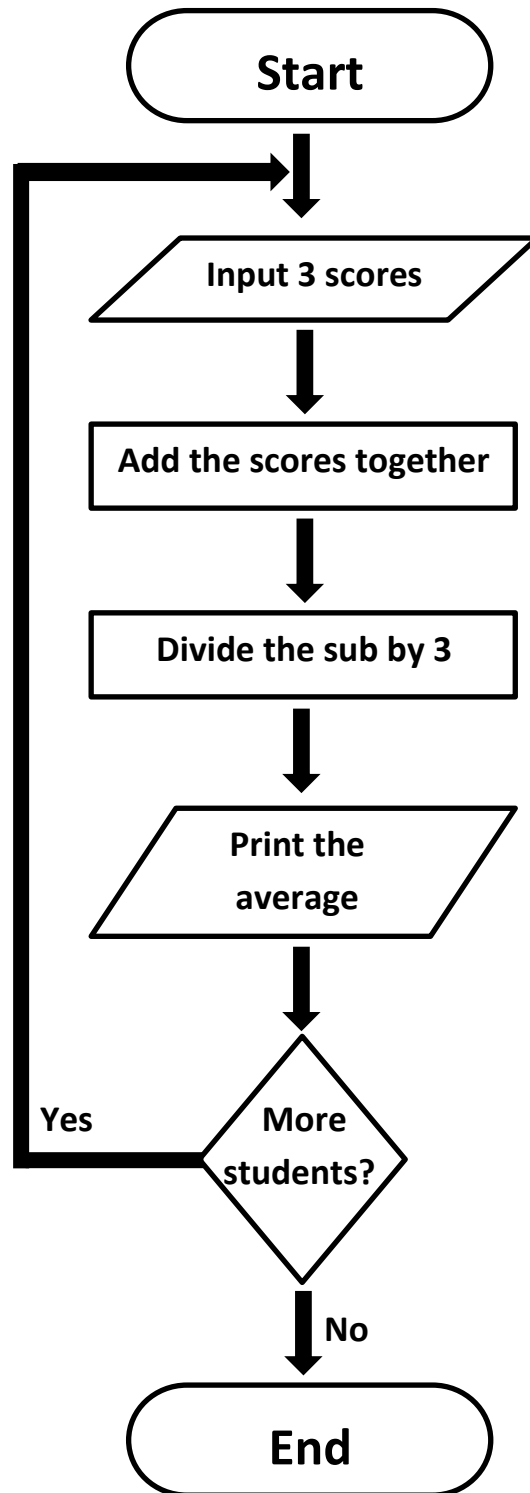 Start
Input 3 scores
Add the scores together
Divide the sub by 3
Print the
average
Yes
More
students?
No
End